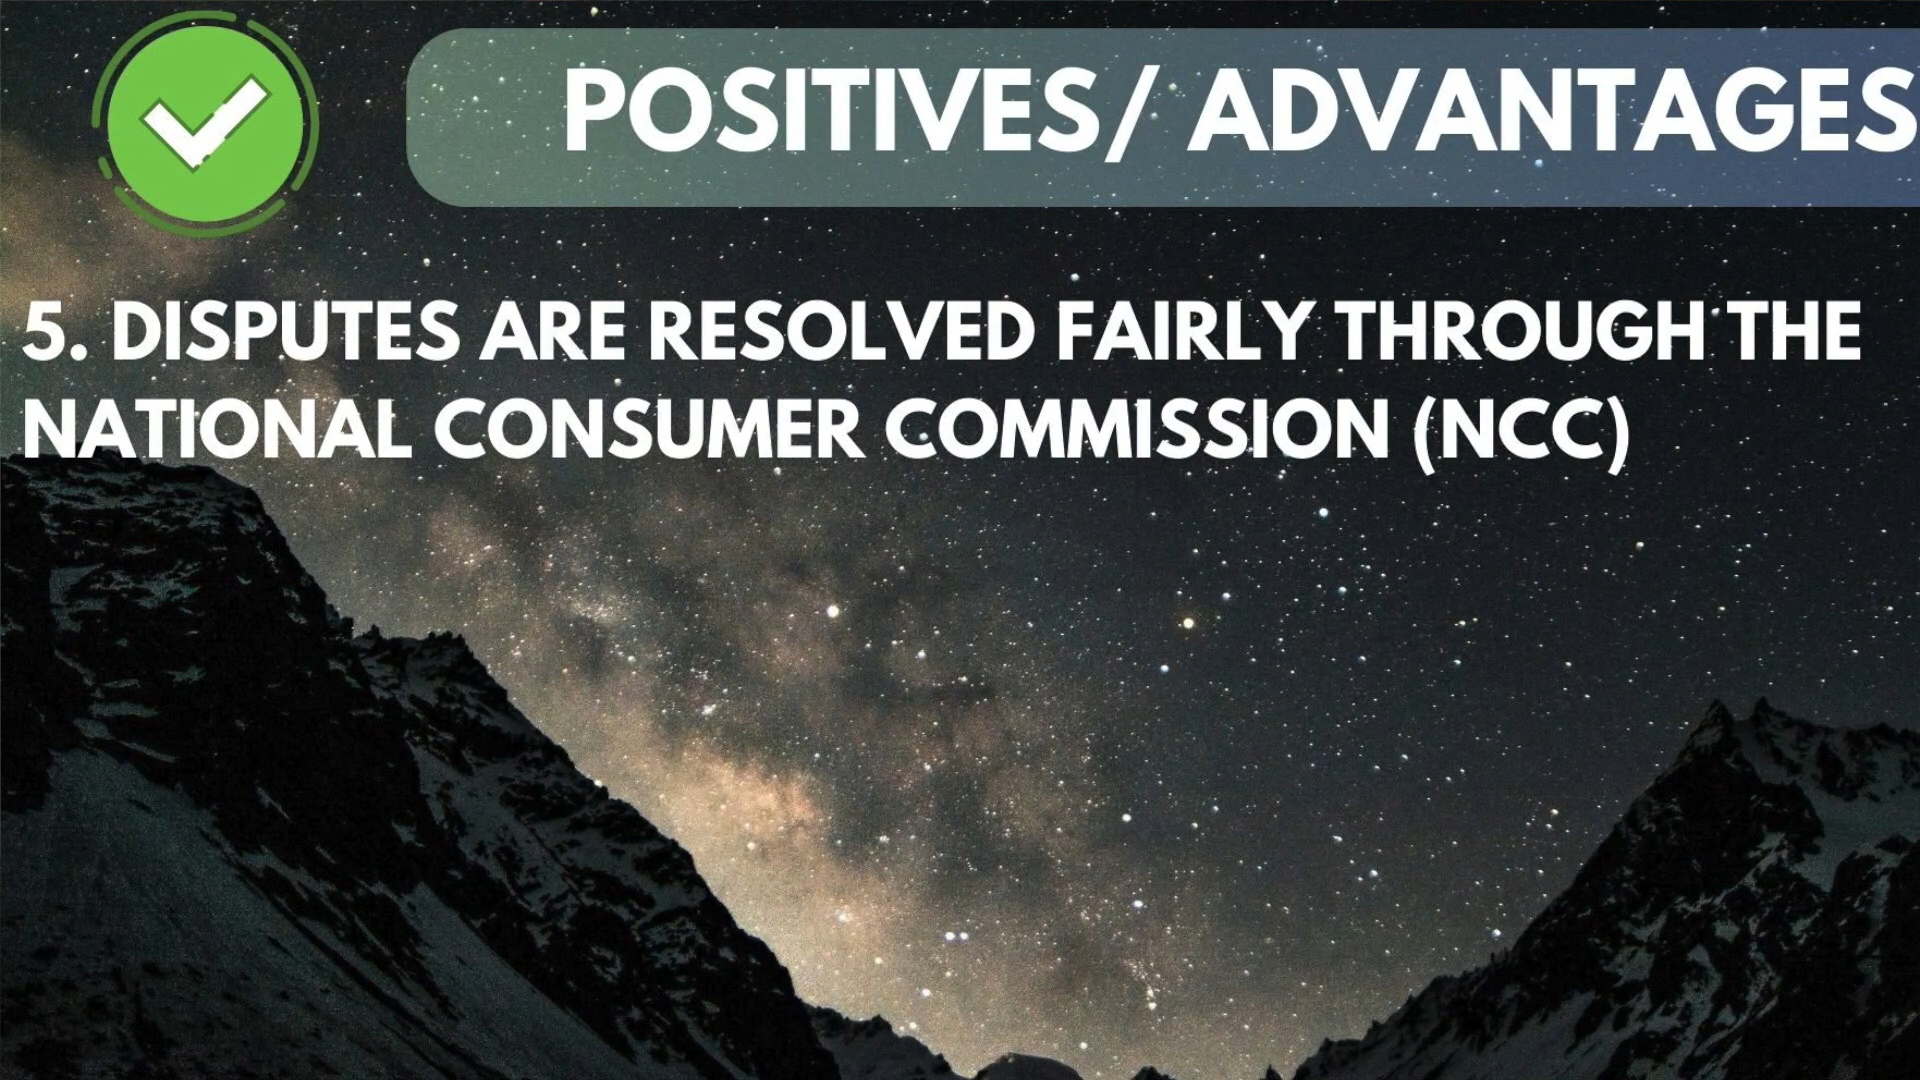 POSITIVES/ ADVANTAGES
5. DISPUTES ARE RESOLVED FAIRLY THROUGH THE
NATIONAL CONSUMER COMMISSION (NCC)